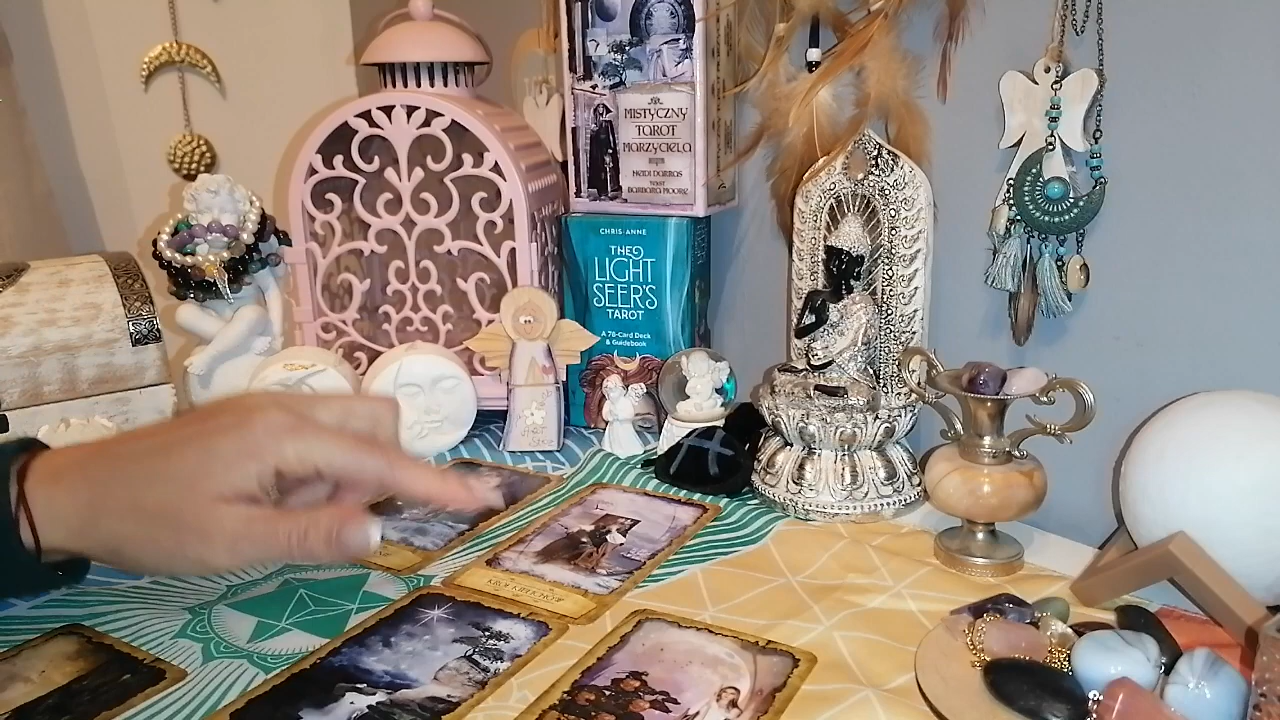 MISTYCZNY
TAROT
MARZYCIELA
HEIDI DARRAS
TEKST
BARBARA MOORE
CHRIS-ANNE
THE
LIGHT
SEER'S
TAROT
A 78-Card Deck
& Guidebook
KRÓL KIELICHÓW